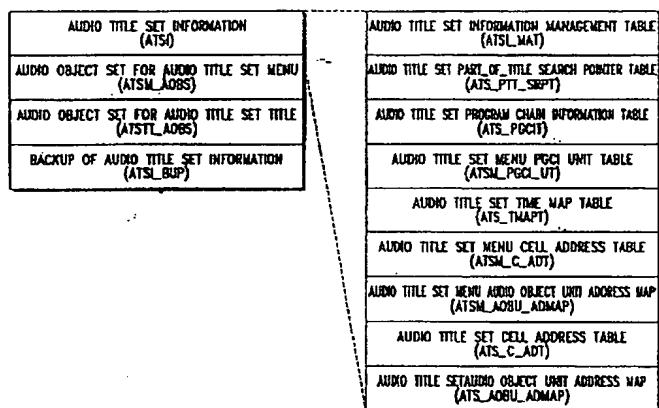 AUDIO TITLE SET INFORMATION
(ATSI)
AUDIO OBJECT SET FOR AUDIO TITLE SET MENU
(ATSM_AOBS)
AUDIO OBJECT SET FOR AUDIO TITLE SET TITLE
(ATSTT_AOBS)
BACKUP OF AUDIO TITLE SET INFORMATION
(ATSI_BUP)
AUDIO TITLE SET INFORMATION MANAGEMENT TABLE
(ATSI_MAT)
AUDIO TITLE SET PART_OF_TITLE SEARCH POINTER TABLE
(ATS_PTT_SRPT)
AUDIO TITLE SET PROGRAM CHAIN INFORMATION TABLE
(ATS_PGCIT)
AUDIO TITLE SET MENU PGCI UNIT TABLE
(ATSM_PGCI_UT)
AUDIO TITLE SET TIME MAP TABLE
(ATS_TMAPT)
AUDIO TITLE SET MENU CELL ADDRESS TABLE
(ATSM_C_ADT)
AUDIO TITLE SET MENU AUDIO OBJECT UNIT ADDRESS MAP
(ATSM_AOBU_ADMAP)
AUDIO TITLE SET CELL ADDRESS TABLE
(ATS_C_ADT)
AUDIO TITLE SETAUDIO OBJECT UNIT ADDRESS MAP
(ATS_AOBU_ADMAP)